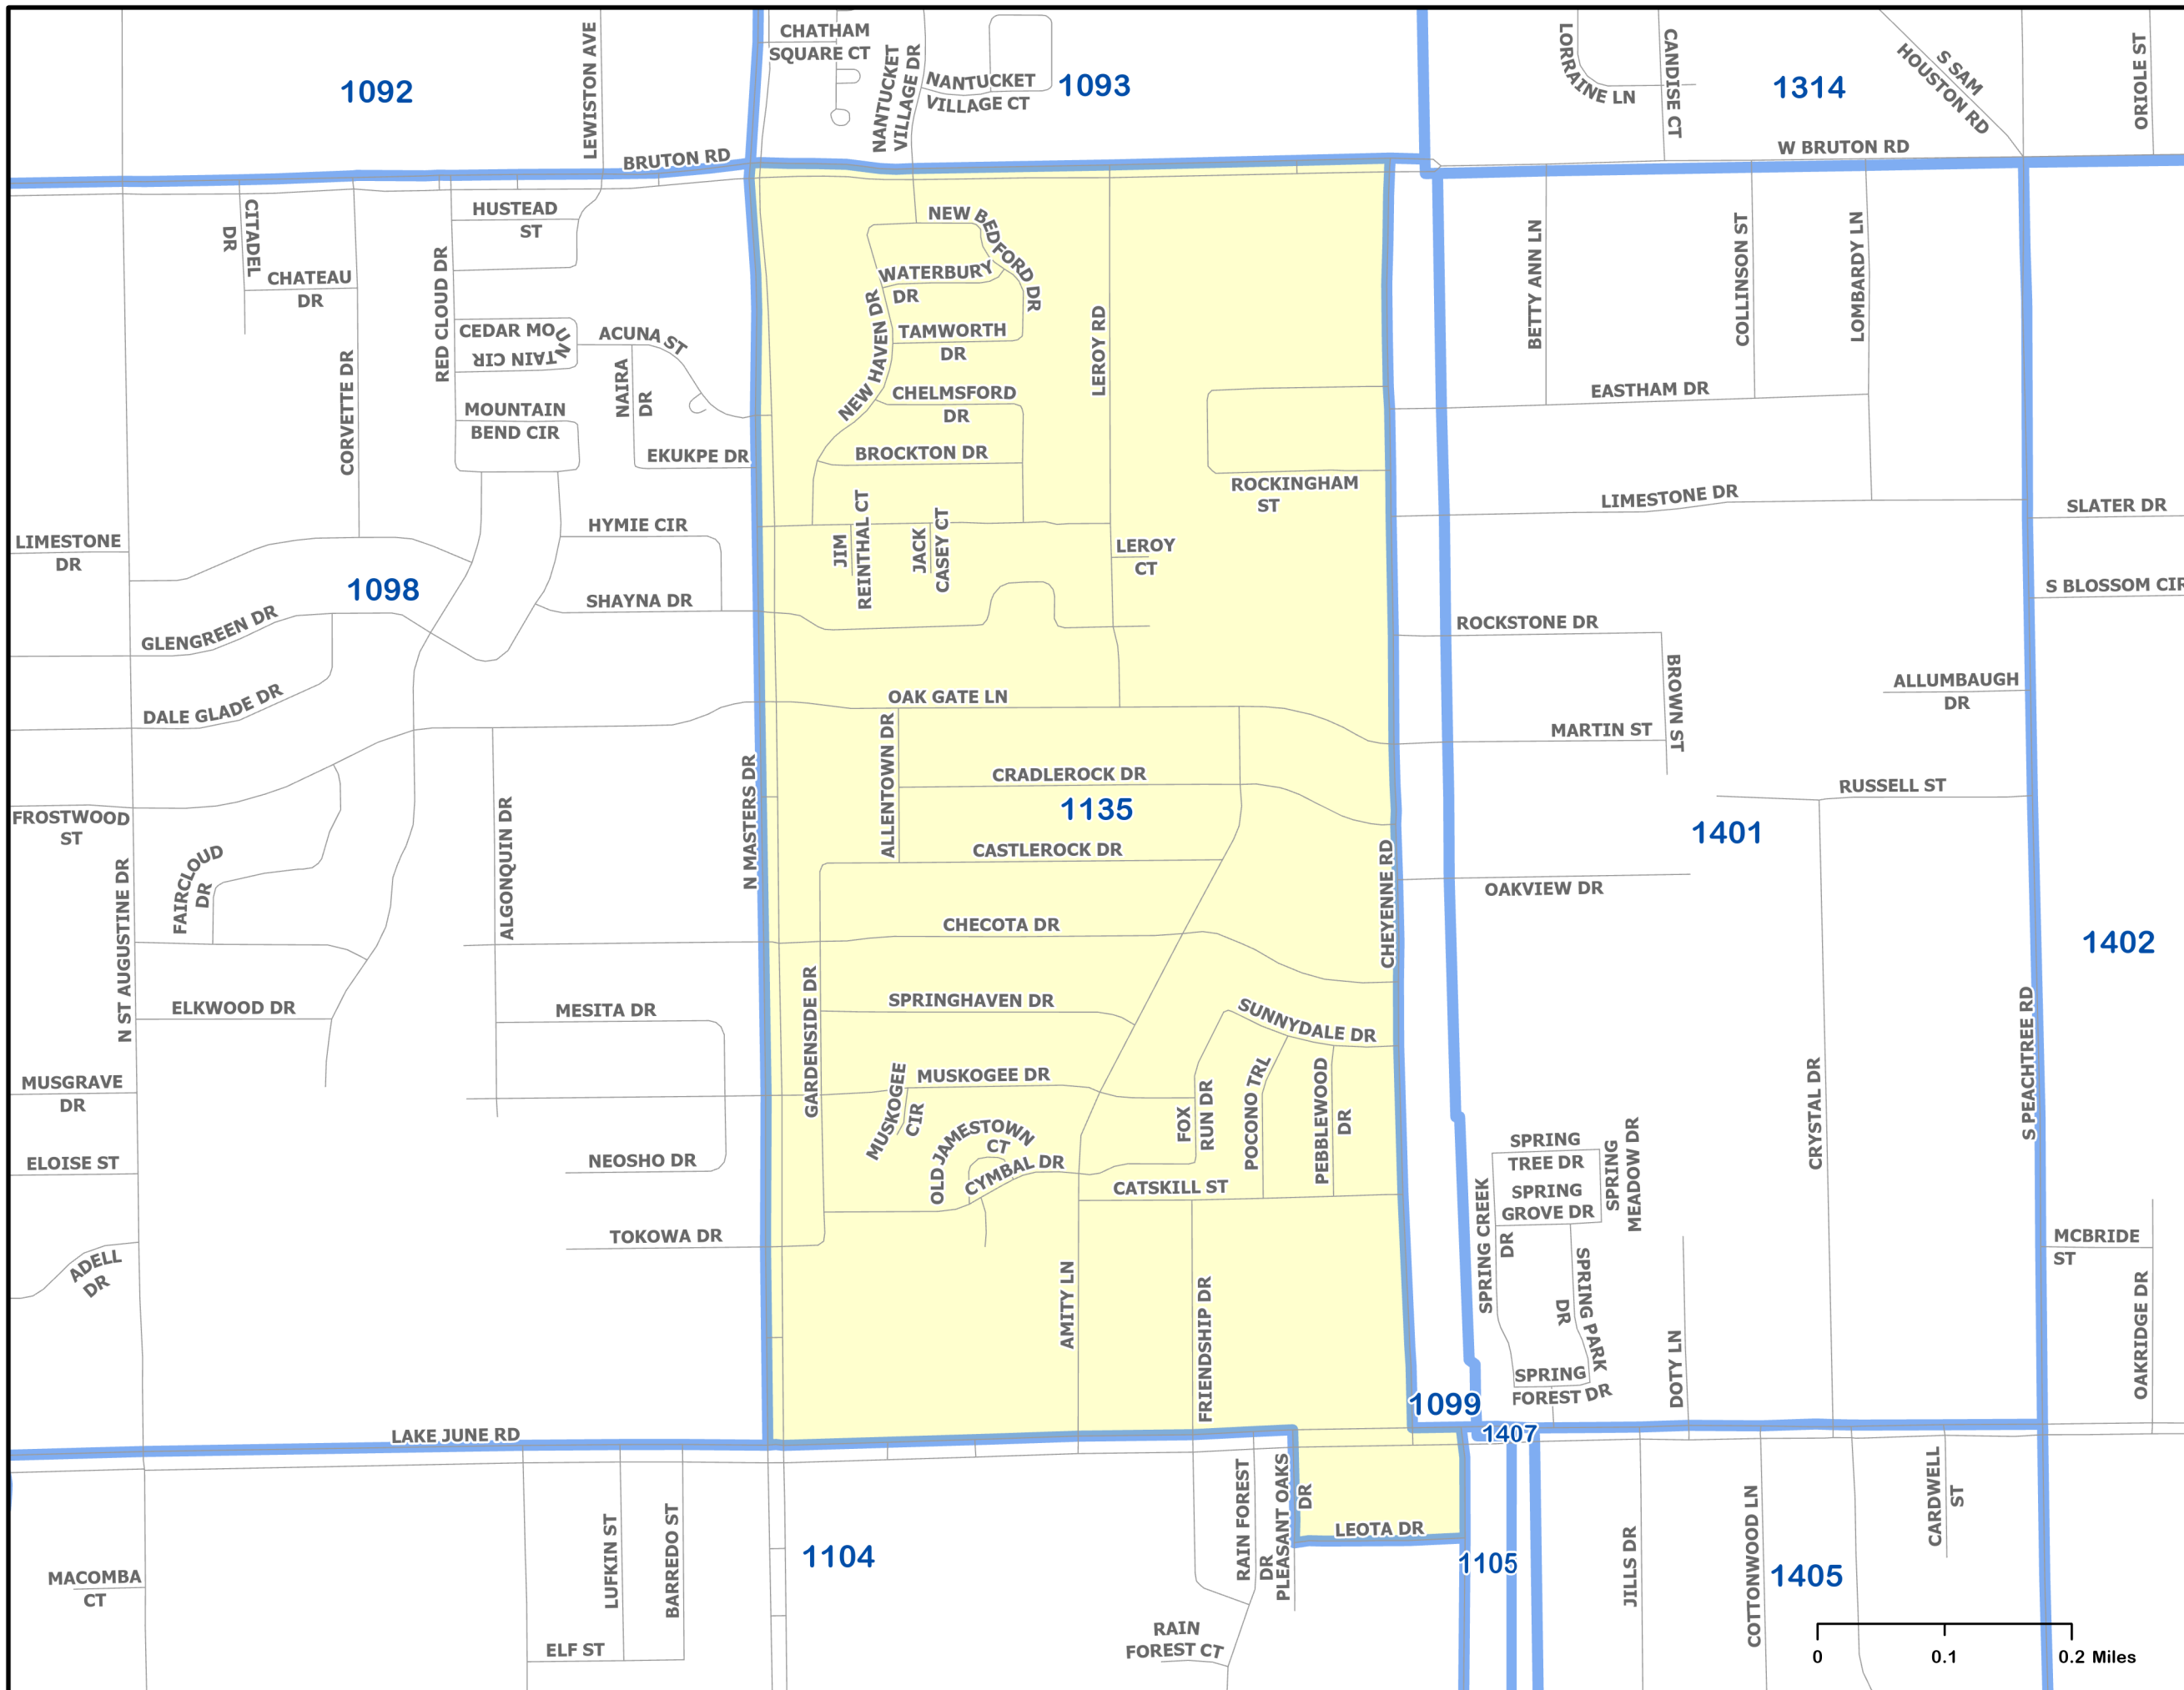 CHATHAM
SQUARE CT
NANTUCKET
VILLAGE DR
NANTUCKET
VILLAGE CT
1092
LEWISTON AVE
1093
LORRAINE LN
CANDISE CT
1314
S SAM
HOUSTON RD
ORIOLE ST
BRUTON RD
W BRUTON RD
CITADEL
DR
HUSTEAD
ST
CHATEAU
DR
RED CLOUD DR
CORVETTE DR
CEDAR MOUN
TAIN CIR
ACUNA ST
NAIRA
DR
MOUNTAIN
BEND CIR
EKUKPE DR
NEW BEDFORD DR
WATERBURY
DR
NEW HAVEN DR
TAMWORTH
DR
CHELMSFORD
DR
BROCKTON DR
LEROY RD
ROCKINGHAM
ST
BETTY ANN LN
COLLINSON ST
LOMBARDY LN
EASTHAM DR
LIMESTONE DR
SLATER DR
S BLOSSOM CIR
LIMESTONE
DR
1098
HYMIE CIR
JIM
REINTHAL CT
JACK
CASEY CT
LEROY
CT
SHAYNA DR
GLENGREEN DR
ROCKSTONE DR
BROWN ST
ALLUMBAUGH
DR
DALE GLADE DR
OAK GATE LN
MARTIN ST
ALLENTOWN DR
CRADLEROCK DR
1135
RUSSELL ST
1401
FROSTWOOD
ST
FAIRCLOUD
DR
ALGONQUIN DR
N MASTERS DR
CASTLEROCK DR
CHEYENNE RD
OAKVIEW DR
N ST AUGUSTINE DR
CHECOTA DR
1402
GARDENSIDE DR
SPRINGHAVEN DR
SUNNYDALE DR
ELKWOOD DR
MESITA DR
S PEACHTREE RD
CRYSTAL DR
MUSGRAVE
DR
MUSKOGEE
CIR
MUSKOGEE DR
FOX
RUN DR
POCONO TRL
PEBBLEWOOD
DR
OLD JAMESTOWN
CT
CYMBAL DR
CATSKILL ST
ELOISE ST
NEOSHO DR
SPRING
TREE DR
SPRING
GROVE DR
SPRING
MEADOW DR
SPRING CREEK
DR
SPRING PARK
DR
SPRING
FOREST DR
TOKOWA DR
ADELL
DR
AMITY LN
FRIENDSHIP DR
DOTY LN
MCBRIDE
ST
OAKRIDGE DR
1099
1407
LAKE JUNE RD
RAIN FOREST
DR
PLEASANT OAKS
DR
LEOTA DR
CARDWELL
ST
1104
1105
1405
LUFKIN ST
BARREDO ST
JILLS DR
COTTONWOOD LN
MACOMBA
CT
ELF ST
RAIN
FOREST CT
0 0.1 0.2 Miles